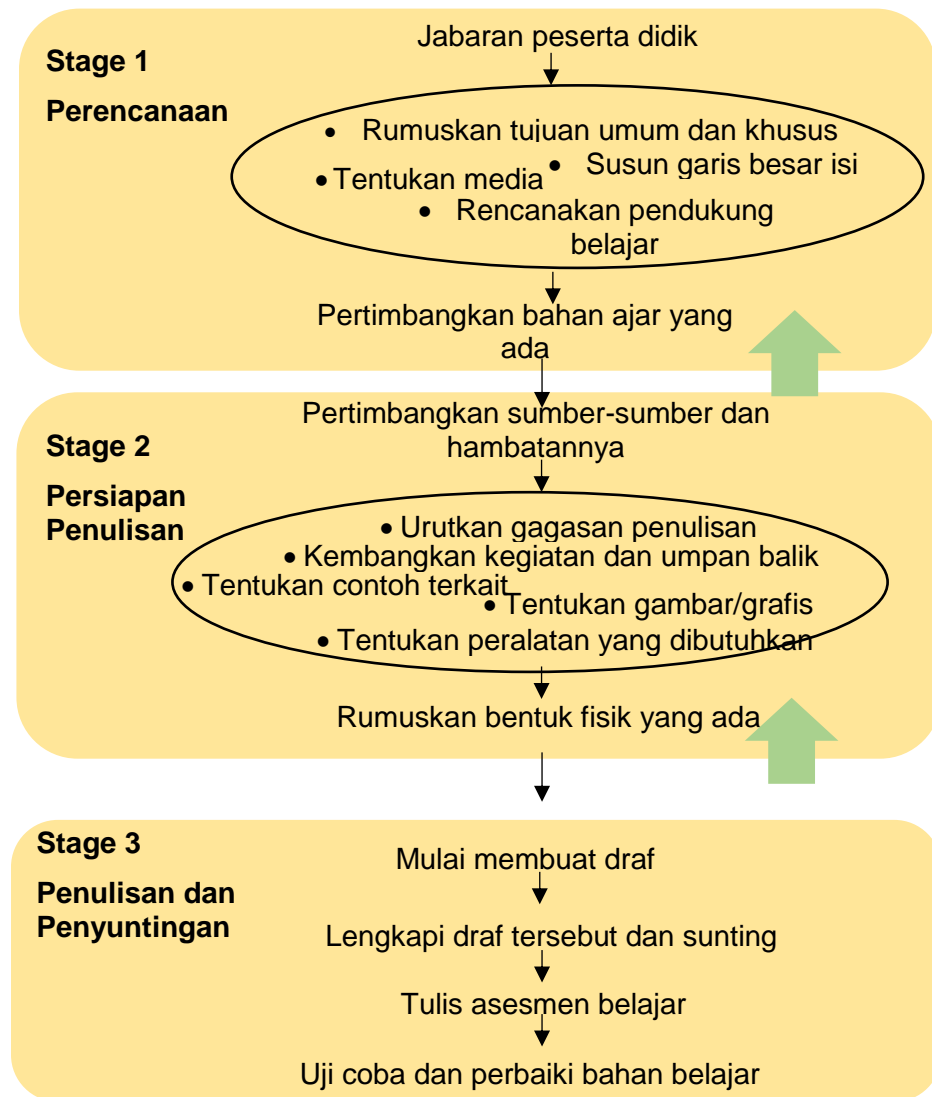 Stage 1
Perencanaan
Jabaran peserta didik
• Rumuskan tujuan umum dan khusus
• Susun garis besar isi
• Tentukan media
• Rencanakan pendukung
belajar
Pertimbangkan bahan ajar yang
ada
Stage 2
Persiapan
Penulisan
Pertimbangkan sumber-sumber dan
hambatannya
• Urutkan gagasan penulisan
• Kembangkan kegiatan dan umpan balik
• Tentukan contoh terkait
• Tentukan gambar/grafis
• Tentukan peralatan yang dibutuhkan
Rumuskan bentuk fisik yang ada
Stage 3
Penulisan dan
Penyuntingan
Mulai membuat draf
Lengkapi draf tersebut dan sunting
Tulis asesmen belajar
Uji coba dan perbaiki bahan belajar